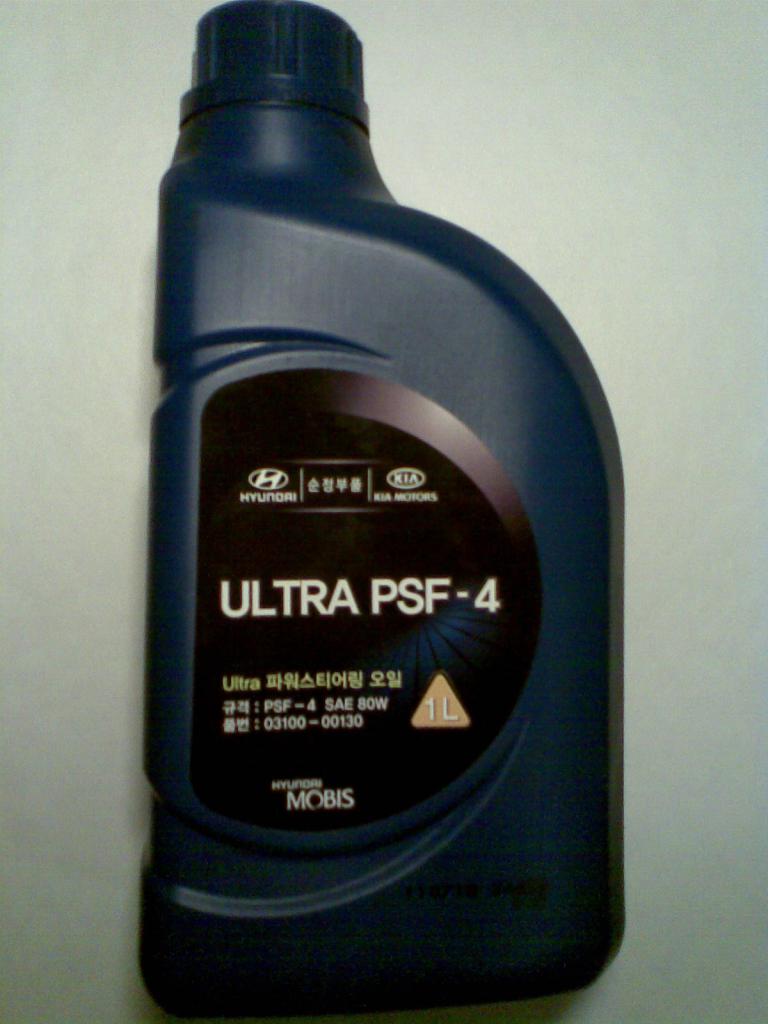 HYUNDAI 순정부품 KIA
KIA MOTORS
ULTRA PSF-4
Ultra 파워스티어링 오일
규격 : PSF-4 SAE 80W
품번 : 03100-00130
1L
HYUNDAI
MOBIS